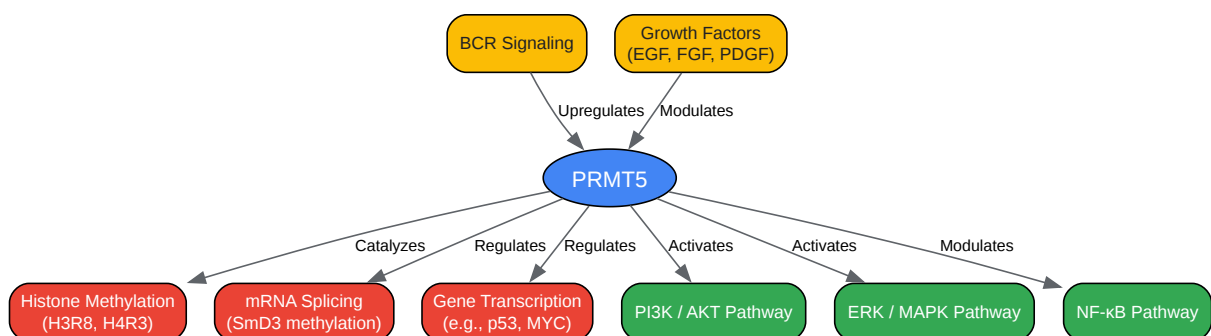 BCR Signaling
Growth Factors
(EGF, FGF, PDGF)
Upregulates
Modulates
PRMT5
Catalyzes
Regulates
Regulates
Activates
Activates
Modulates
Histone Methylation
(H3R8, H4R3)
mRNA Splicing
(SmD3 methylation)
Gene Transcription
(e.g., p53, MYC)
PI3K / AKT Pathway
ERK / MAPK Pathway
NF-κB Pathway